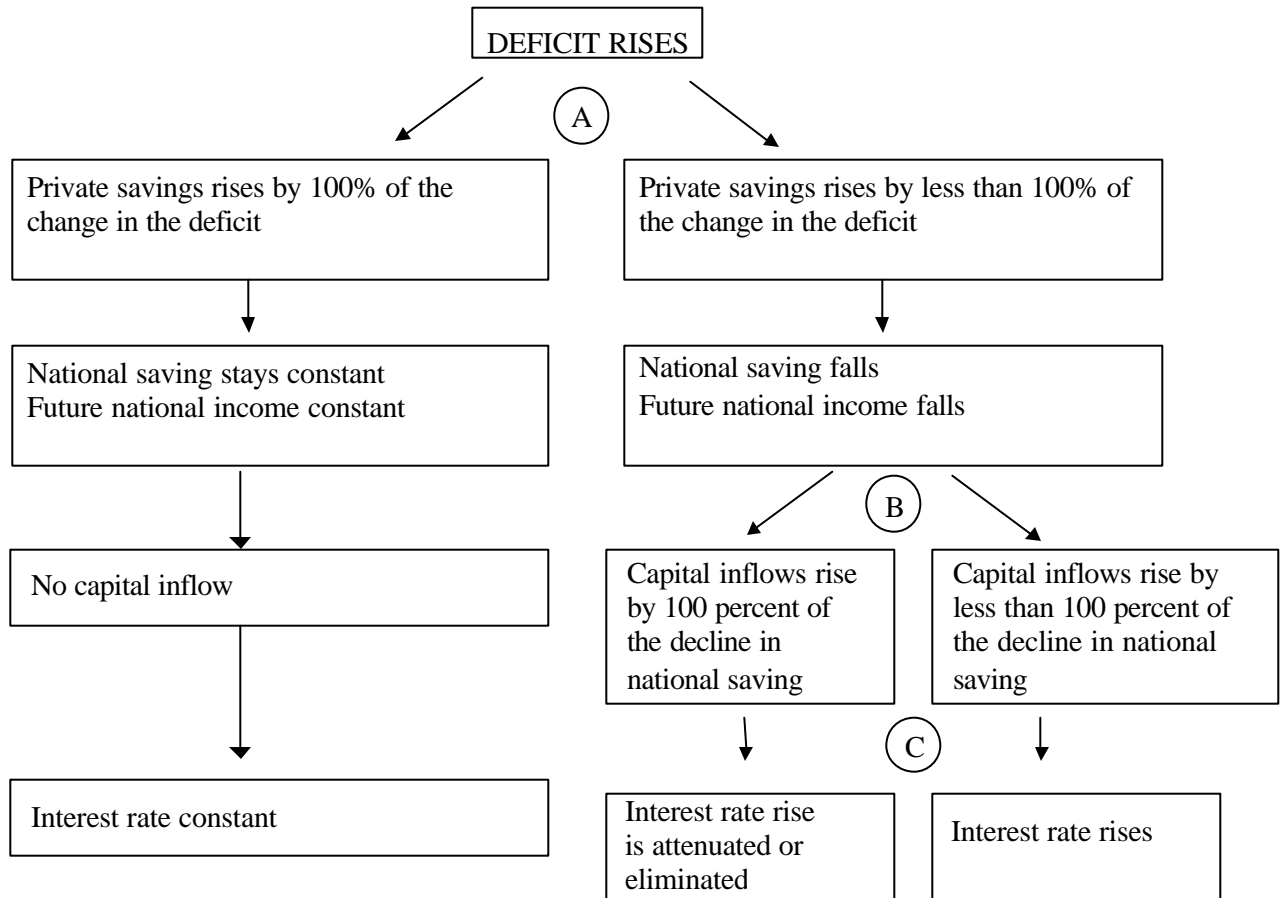 DEFICIT RISES
A
Private savings rises by 100% of the
change in the deficit
Private savings rises by less than 100% of
the change in the deficit
National saving stays constant
Future national income constant
National saving falls
Future national income falls
B
No capital inflow
Capital inflows rise
by 100 percent of
the decline in
national saving
Capital inflows rise by
less than 100 percent of
the decline in national
saving
C
Interest rate constant
Interest rate rise
is attenuated or
eliminated
Interest rate rises